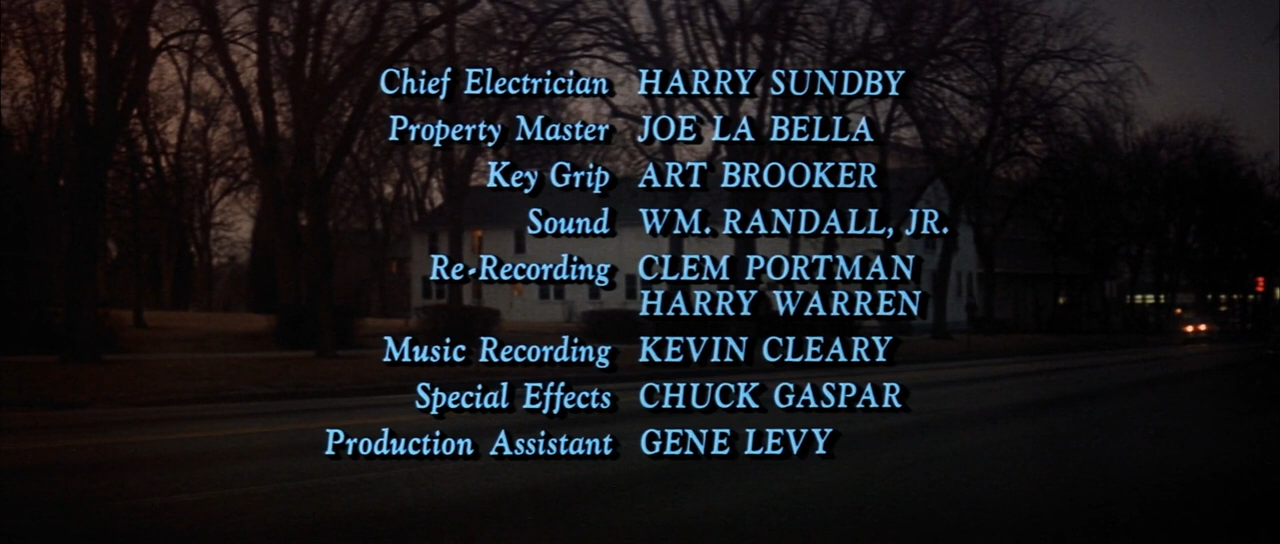 Chief Electrician HARRY SUNDBY
Property Master JOE LA BELLA
Key Grip ART BROOKER
Sound WM. RANDALL, JR.
Re-Recording CLEM PORTMAN
HARRY WARREN
Music Recording KEVIN CLEARY
Special Effects CHUCK GASPAR
Production Assistant GENE LEVY